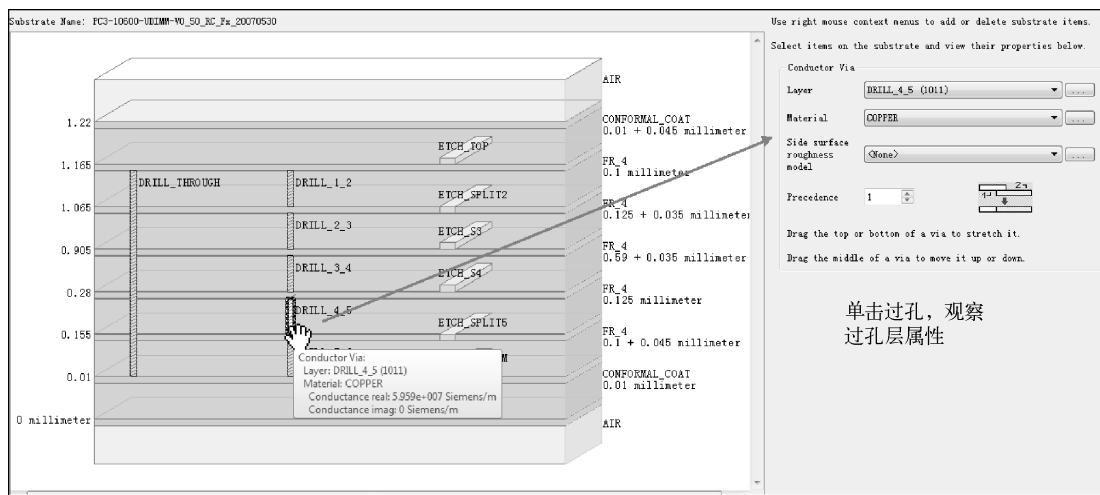 Substrate Name: PC3-10600-UDIMM-V0_50_RC_Fx_20070530
AIR
1.22
CONFORMAL_COAT
0.01 + 0.045 millimeter
ETCH_TOP
1.165
FR_4
0.1 millimeter
DRILL_THROUGH
DRILL_1_2
ETCH_SPLIT2
1.065
FR_4
0.125 + 0.035 millimeter
DRILL_2_3
ETCH_S3
0.905
FR_4
0.59 + 0.035 millimeter
DRILL_3_4
ETCH_S4
0.28
FR_4
0.125 millimeter
DRILL_4_5
ETCH_SPLIT5
0.155
FR_4
0.1 + 0.045 millimeter
M
0.01
CONFORMAL_COAT
0.01 millimeter
0 millimeter
AIR
Conductor Via:
Layer: DRILL_4_5 (1011)
Material: COPPER
Conductance real: 5.959e+007 Siemens/m
Conductance imag: 0 Siemens/m
Use right mouse context menus to add or delete substrate items.
Select items on the substrate and view their properties below.
Conductor Via
Layer DRILL_4_5 (1011) ...
Material COPPER ...
Side surface
roughness
model
<None> ...
Precedence 1
2
1
Drag the top or bottom of a via to stretch it.
Drag the middle of a via to move it up or down.
单击过孔，观察
过孔层属性